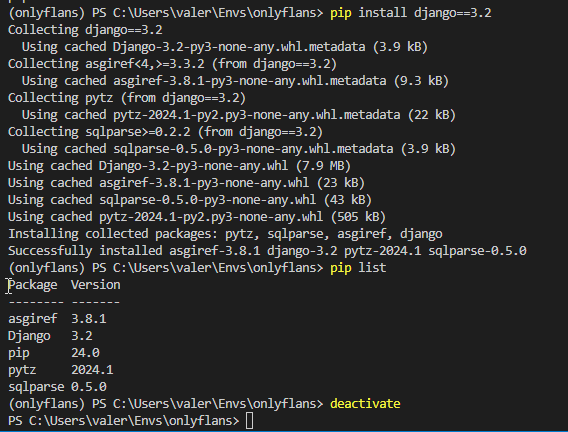 (onlyflans) PS C:\Users\valer\Envs\onlyflans> pip install django==3.2
Collecting django==3.2
  Using cached Django-3.2-py3-none-any.whl.metadata (3.9 kB)
Collecting asgiref<4,>=3.3.2 (from django==3.2)
  Using cached asgiref-3.8.1-py3-none-any.whl.metadata (9.3 kB)
Collecting pytz (from django==3.2)
  Using cached pytz-2024.1-py2.py3-none-any.whl.metadata (22 kB)
Collecting sqlparse>=0.2.2 (from django==3.2)
  Using cached sqlparse-0.5.0-py3-none-any.whl.metadata (3.9 kB)
Using cached Django-3.2-py3-none-any.whl (7.9 MB)
Using cached asgiref-3.8.1-py3-none-any.whl (23 kB)
Using cached sqlparse-0.5.0-py3-none-any.whl (43 kB)
Using cached pytz-2024.1-py2.py3-none-any.whl (505 kB)
Installing collected packages: pytz, sqlparse, asgiref, django
Successfully installed asgiref-3.8.1 django-3.2 pytz-2024.1 sqlparse-0.5.0
(onlyflans) PS C:\Users\valer\Envs\onlyflans> pip list
Package  Version
-------- -------
asgiref  3.8.1
Django   3.2
pip      24.0
pytz     2024.1
sqlparse 0.5.0
(onlyflans) PS C:\Users\valer\Envs\onlyflans> deactivate
PS C:\Users\valer\Envs\onlyflans>